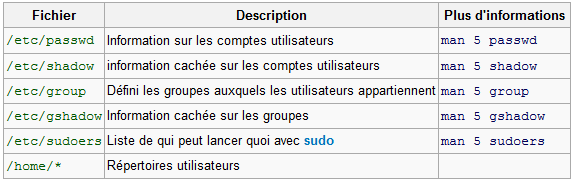 Fichier Description Plus d'informations
/etc/passwd Information sur les comptes utilisateurs man 5 passwd
/etc/shadow information cachée sur les comptes utilisateurs man 5 shadow
/etc/group Défini les groupes auxquels les utilisateurs appartiennent man 5 group
/etc/gshadow Information cachée sur les groupes man 5 gshadow
/etc/sudoers Liste de qui peut lancer quoi avec sudo man 5 sudoers
/home/* Répertoires utilisateurs